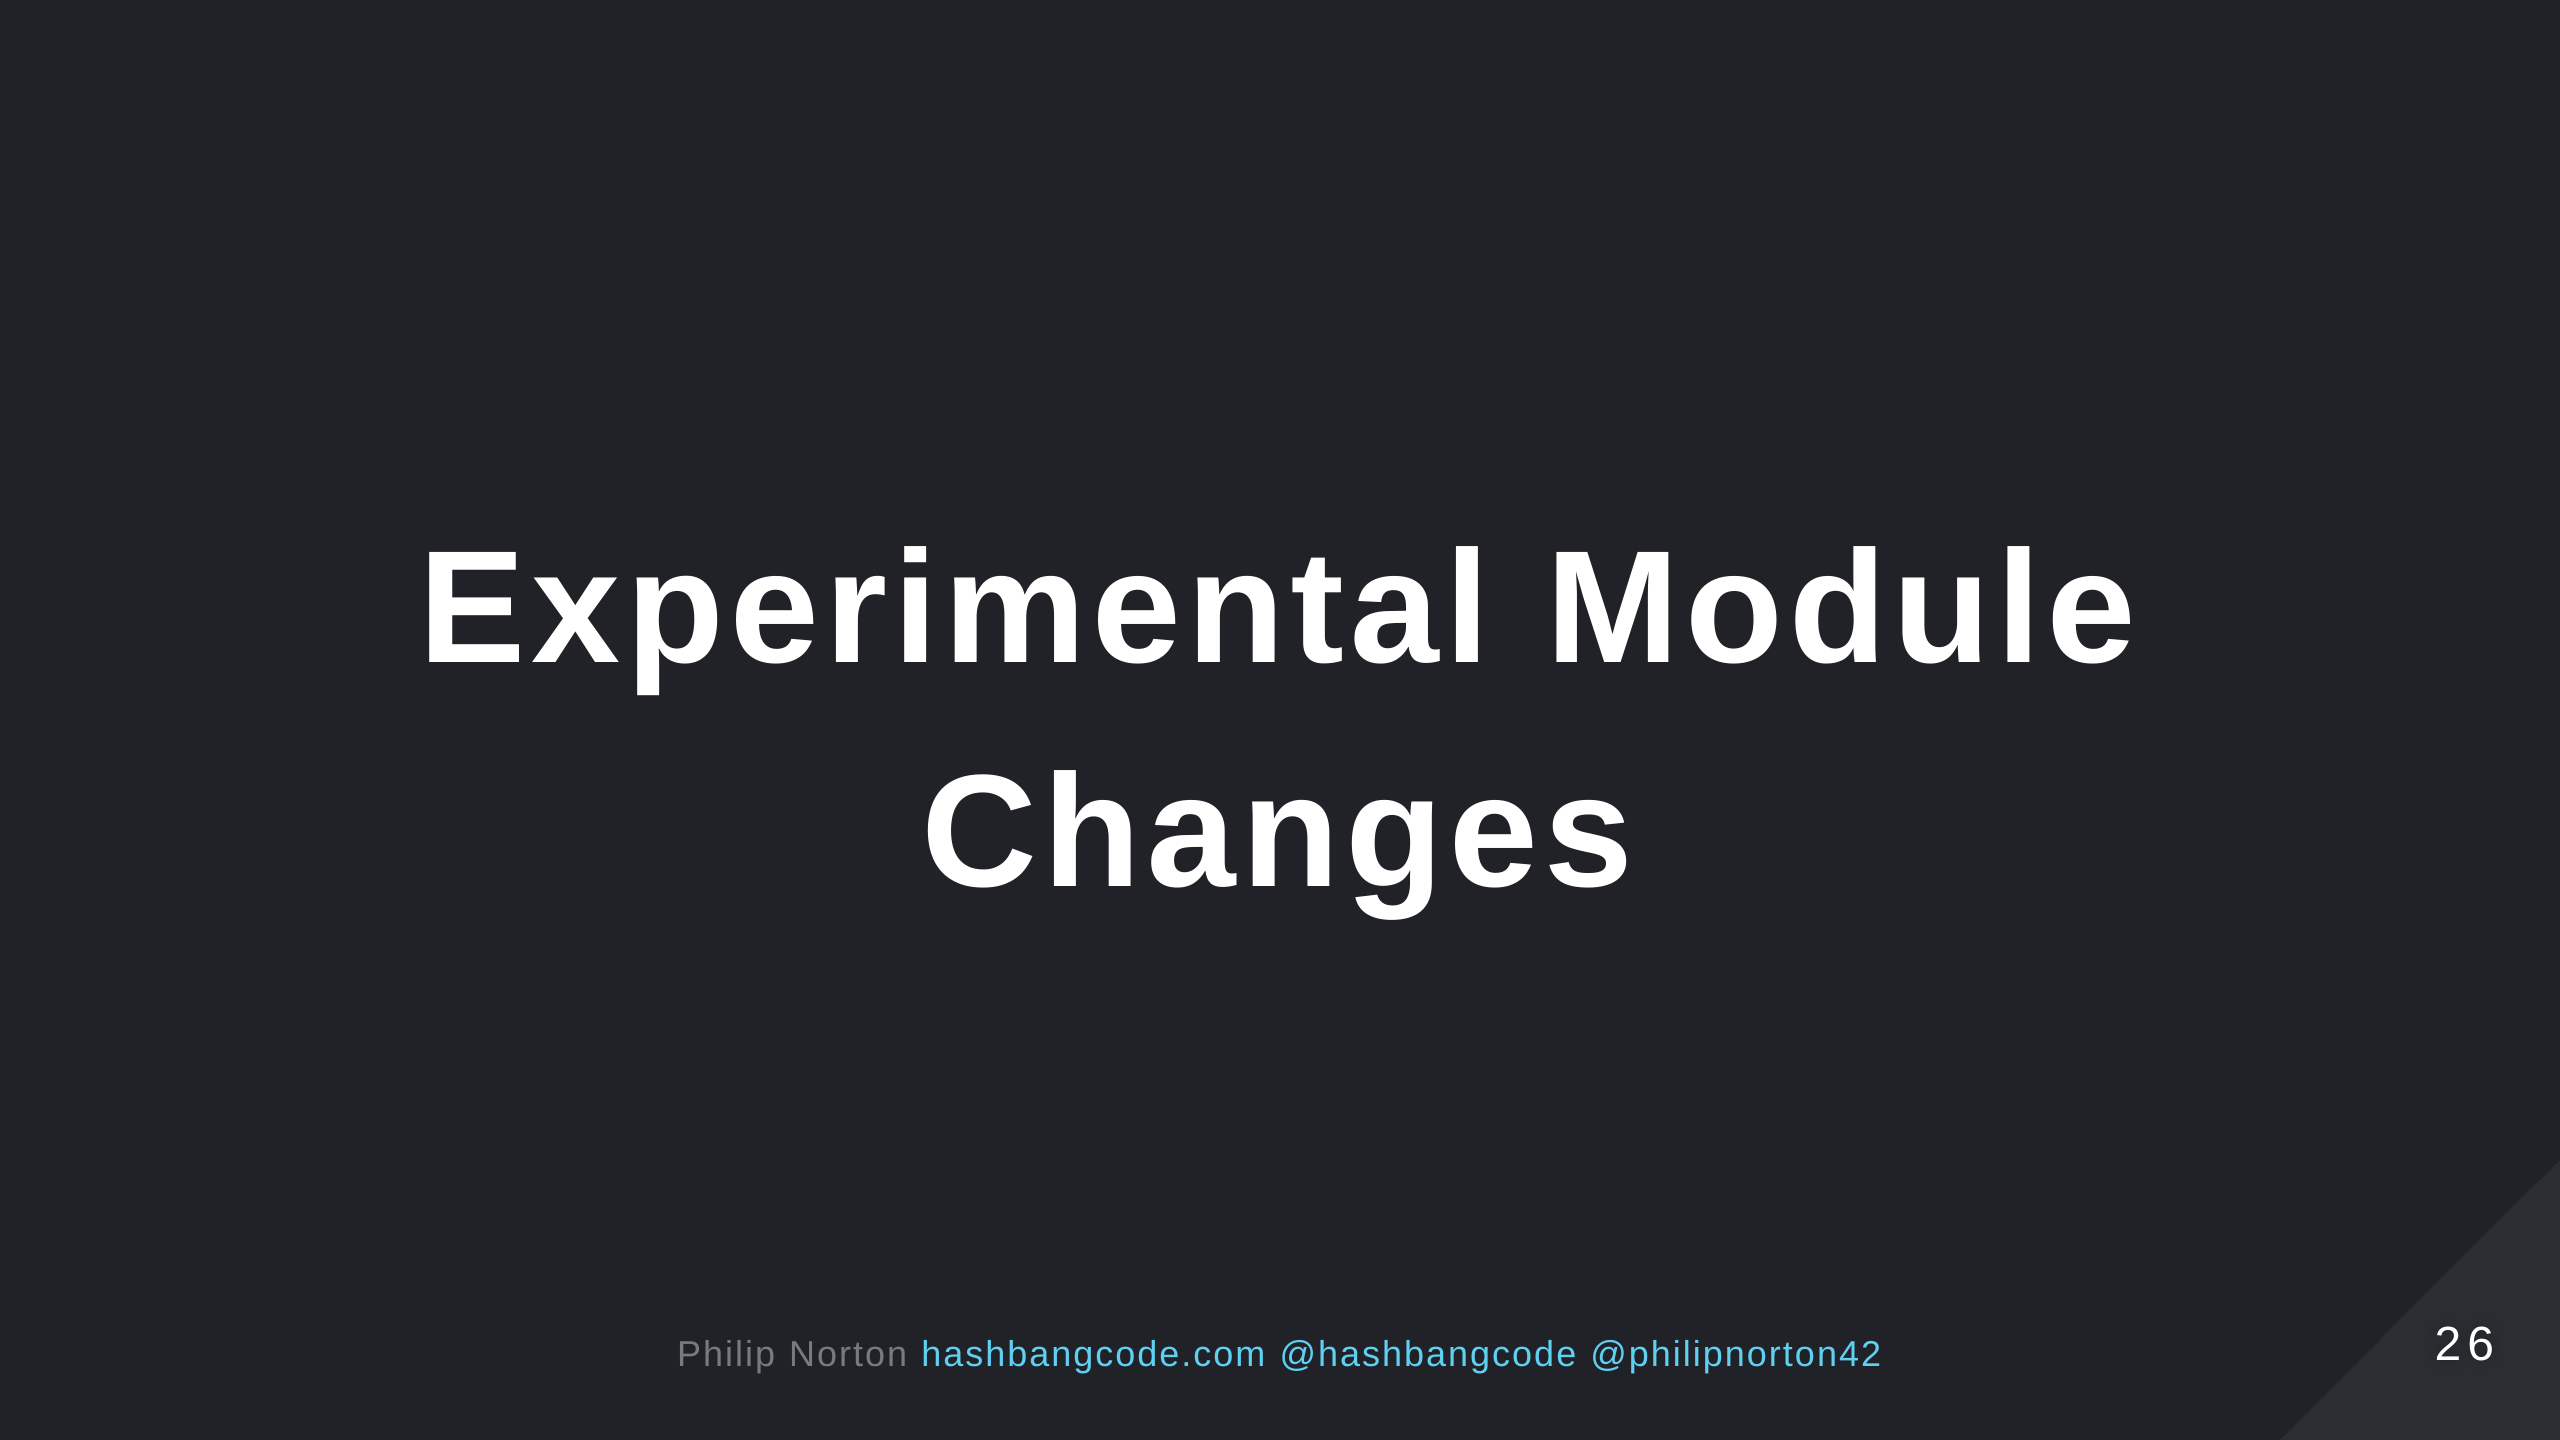 Experimental Module
Changes
Philip Norton hashbangcode.com @hashbangcode @philipnorton42
26